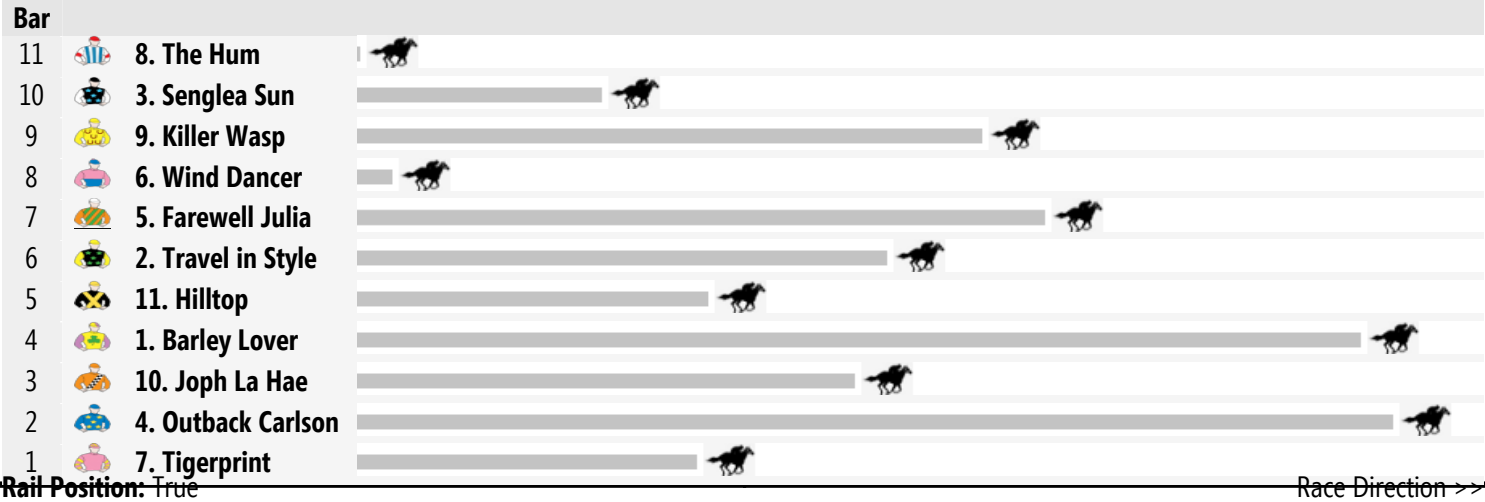 Bar
11 8. The Hum
10 3. Senglea Sun
9 9. Killer Wasp
8 6. Wind Dancer
7 5. Farewell Julia
6 2. Travel in Style
5 11. Hilltop
4 1. Barley Lover
3 10. Joph La Hae
2 4. Outback Carlson
1 7. Tigerprint
Rail Position: True Race Direction >>